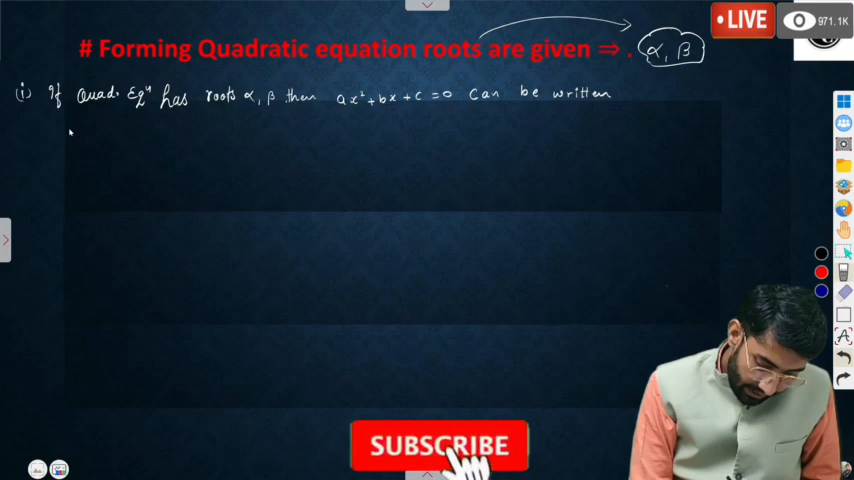 LIVE
971.1K
# Forming Quadratic equation roots are given ⇒ .
α, β
(i) If Quad. Eqn has roots α, β then ax²+bx+c=0 can be written
A
SUBSCRIBE